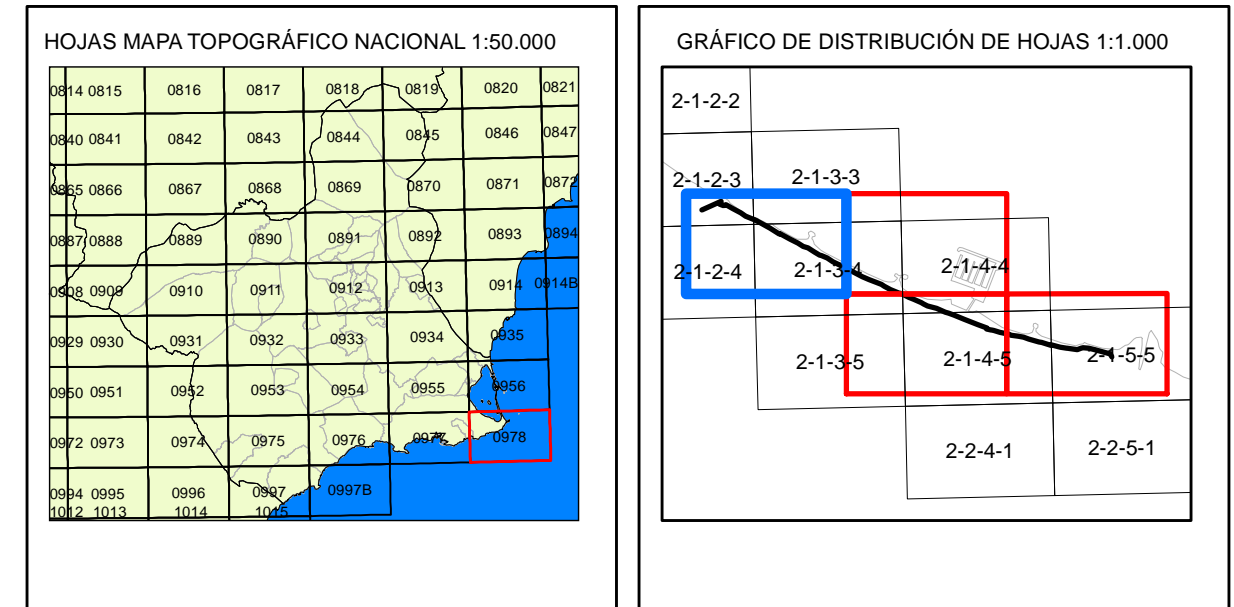 HOJAS MAPA TOPOGRÁFICO NACIONAL 1:50.000
0814 0815 0816 0817 0818 0819 0820 0821
0840 0841 0842 0843 0844 0845 0846 0847
0865 0866 0867 0868 0869 0870 0871 0872
0887 0888 0889 0890 0891 0892 0893 0894
0908 0909 0910 0911 0912 0913 0914 0914B
0929 0930 0931 0932 0933 0934 0935
0950 0951 0952 0953 0954 0955 0956
0972 0973 0974 0975 0976 0977 0978
0994 0995 0996 0997 0997B
1012 1013 1014 1015
GRÁFICO DE DISTRIBUCIÓN DE HOJAS 1:1.000
2-1-2-2
2-1-2-3 2-1-3-3
2-1-2-4 2-1-3-4 2-1-4-4
2-1-3-5 2-1-4-5 2-1-5-5
2-2-4-1 2-2-5-1